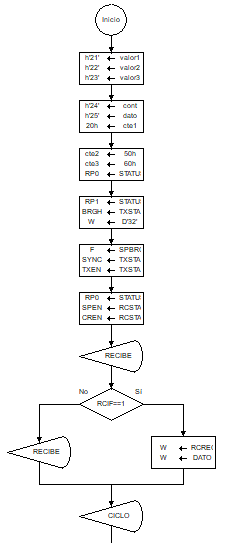 Inicio
h'21' ← valor1
h'22' ← valor2
h'23' ← valor3
h'24' ← cont
h'25' ← dato
20h ← cte1
cte2 ← 50h
cte3 ← 60h
RP0 ← STATU
RP1 ← STATU
BRGH ← TXSTA
W ← D'32'
F ← SPBR
SYNC ← TXSTA
TXEN ← TXSTA
RP0 ← STATU
SPEN ← RCSTA
CREN ← RCSTA
RECIBE
No Sí
RCIF==1
RECIBE
W ← RCRE
W ← DATO
CICLO